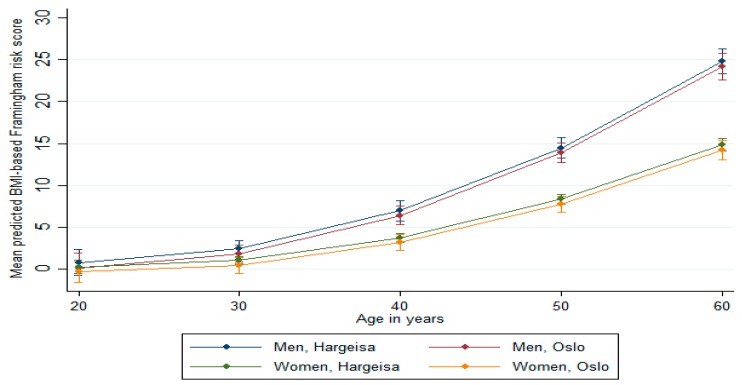 Mean predicted BMI-based Framingham risk score
30
25
20
15
10
5
0
20 30 40 50 60
Age in years
Men, Hargeisa Men, Oslo
Women, Hargeisa Women, Oslo